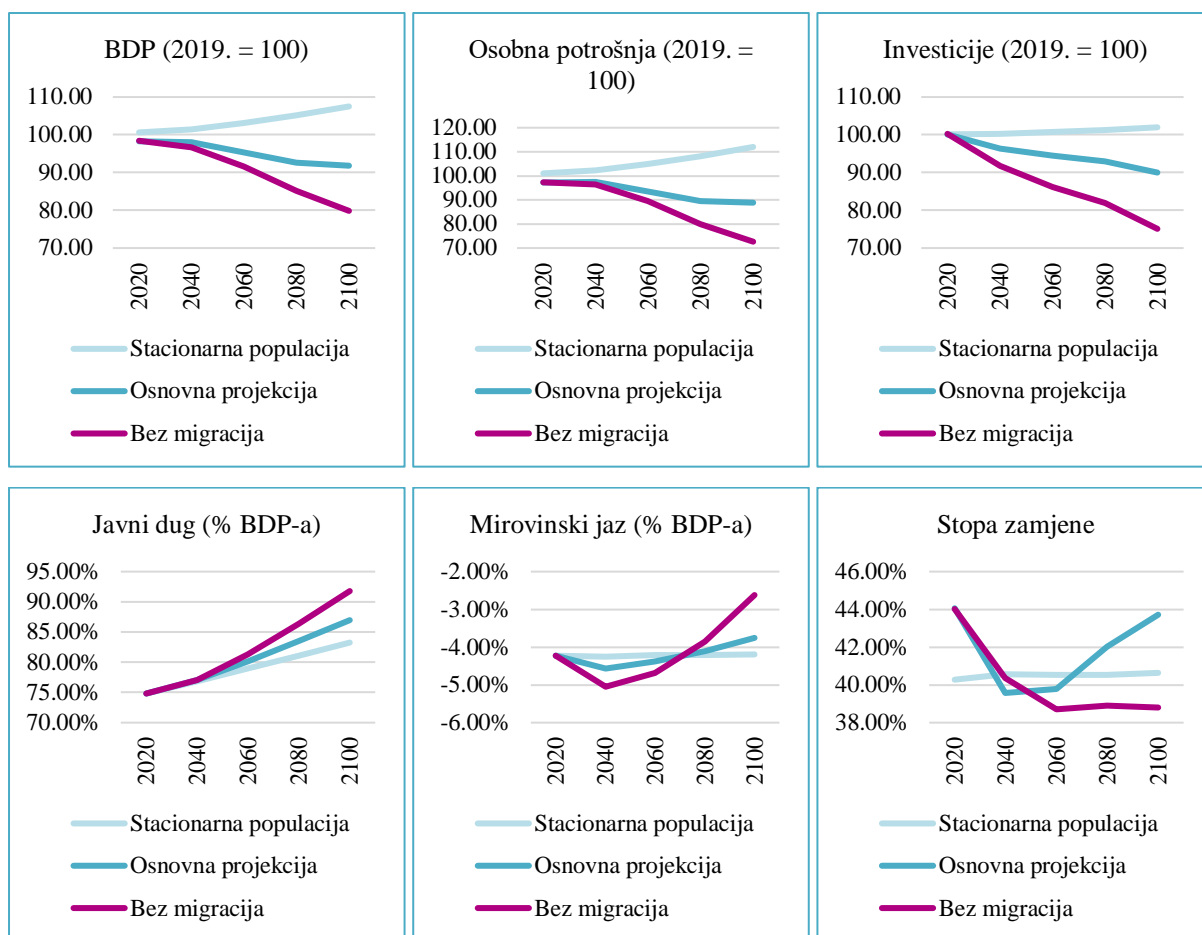 BDP (2019. = 100)
110.00
100.00
90.00
80.00
70.00
2020
2040
2060
2080
2100
Stacionarna populacija
Osnovna projekcija
Bez migracija
Osobna potrošnja (2019. =
100)
120.00
110.00
100.00
90.00
80.00
70.00
2020
2040
2060
2080
2100
Stacionarna populacija
Osnovna projekcija
Bez migracija
Investicije (2019. = 100)
110.00
100.00
90.00
80.00
70.00
2020
2040
2060
2080
2100
Stacionarna populacija
Osnovna projekcija
Bez migracija
Javni dug (% BDP-a)
95.00%
90.00%
85.00%
80.00%
75.00%
70.00%
2020
2040
2060
2080
2100
Stacionarna populacija
Osnovna projekcija
Bez migracija
Mirovinski jaz (% BDP-a)
-2.00%
-3.00%
-4.00%
-5.00%
-6.00%
2020
2040
2060
2080
2100
Stacionarna populacija
Osnovna projekcija
Bez migracija
Stopa zamjene
46.00%
44.00%
42.00%
40.00%
38.00%
2020
2040
2060
2080
2100
Stacionarna populacija
Osnovna projekcija
Bez migracija